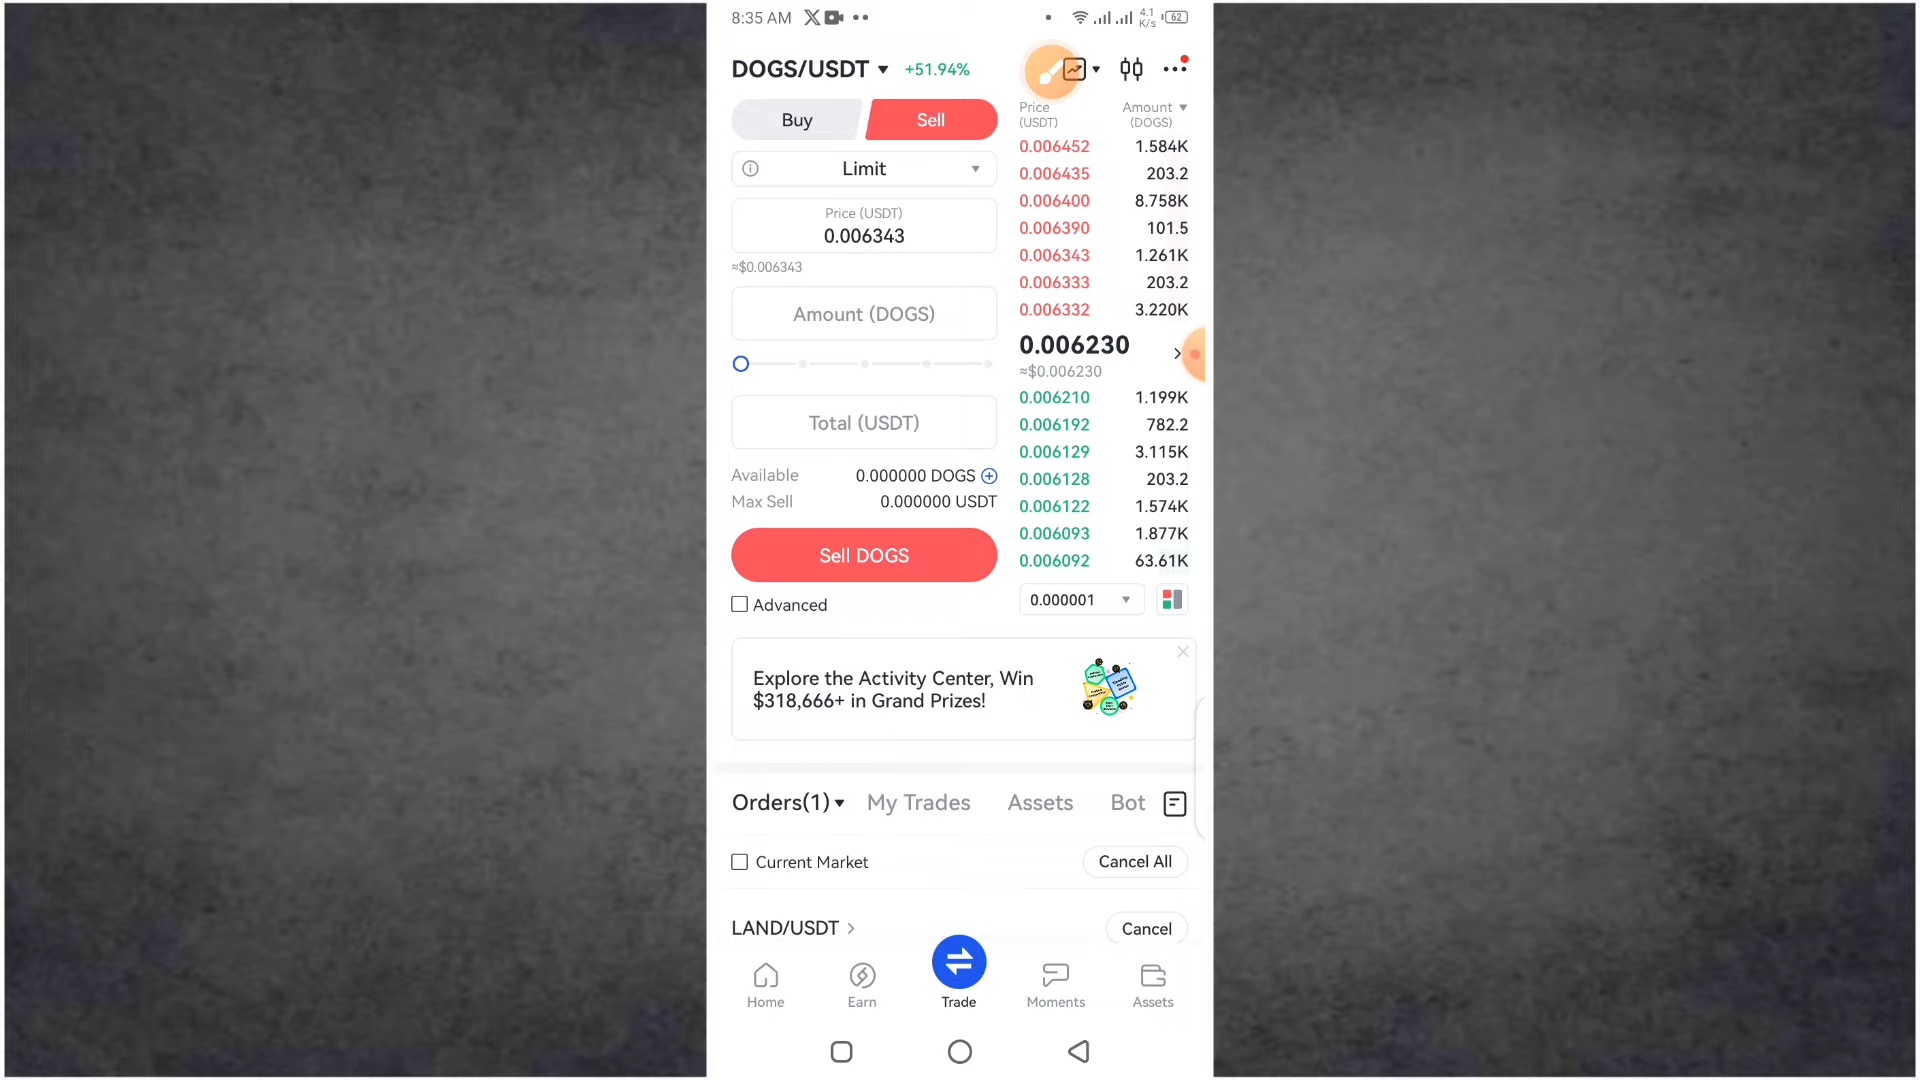 8:35 AM
4.1
K/s
62
DOGS/USDT
+51.94%
Buy
Sell
Limit
Price (USDT)
0.006343
≈$0.006343
Amount (DOGS)
Total (USDT)
Available
0.000000 DOGS
Max Sell
0.000000 USDT
Sell DOGS
Advanced
Price
(USDT)
Amount
(DOGS)
0.006452 1.584K
0.006435 203.2
0.006400 8.758K
0.006390 101.5
0.006343 1.261K
0.006333 203.2
0.006332 3.220K
0.006230
≈$0.006230
0.006210 1.199K
0.006192 782.2
0.006129 3.115K
0.006128 203.2
0.006122 1.574K
0.006093 1.877K
0.006092 63.61K
0.000001
Explore the Activity Center, Win
$318,666+ in Grand Prizes!
Orders(1)
My Trades
Assets
Bot
Current Market
Cancel All
LAND/USDT
Cancel
Home
Earn
Trade
Moments
Assets